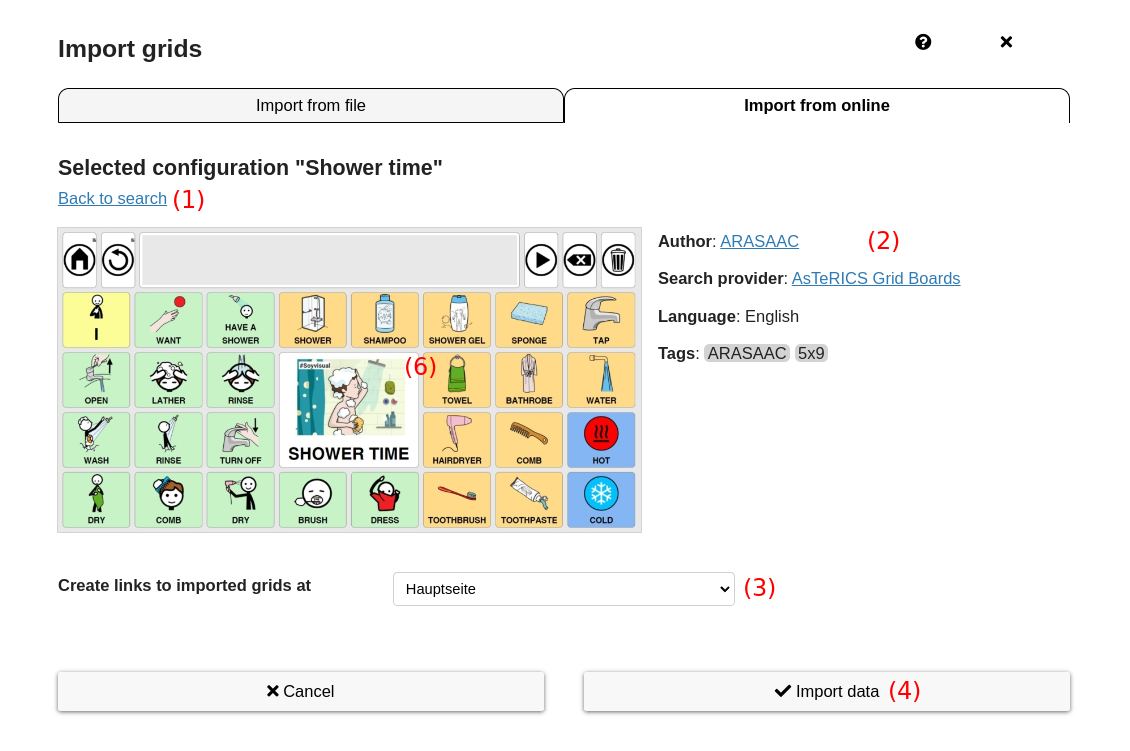 Import grids
Import from file
Import from online
Selected configuration "Shower time"
Back to search (1)
Author: ARASAAC (2)
Search provider: AsTeRICS Grid Boards
Language: English
Tags: ARASAAC 5x9
I
WANT
HAVE A
SHOWER
SHOWER
SHAMPOO
SHOWER GEL
SPONGE
TAP
OPEN
LATHER
RINSE
#Soyvisual
(6)
SHOWER TIME
TOWEL
BATHROBE
WATER
WASH
RINSE
TURN OFF
HAIRDRYER
COMB
HOT
DRY
COMB
DRY
BRUSH
DRESS
TOOTHBRUSH
TOOTHPASTE
COLD
Create links to imported grids at
Hauptseite
(3)
Cancel
Import data (4)